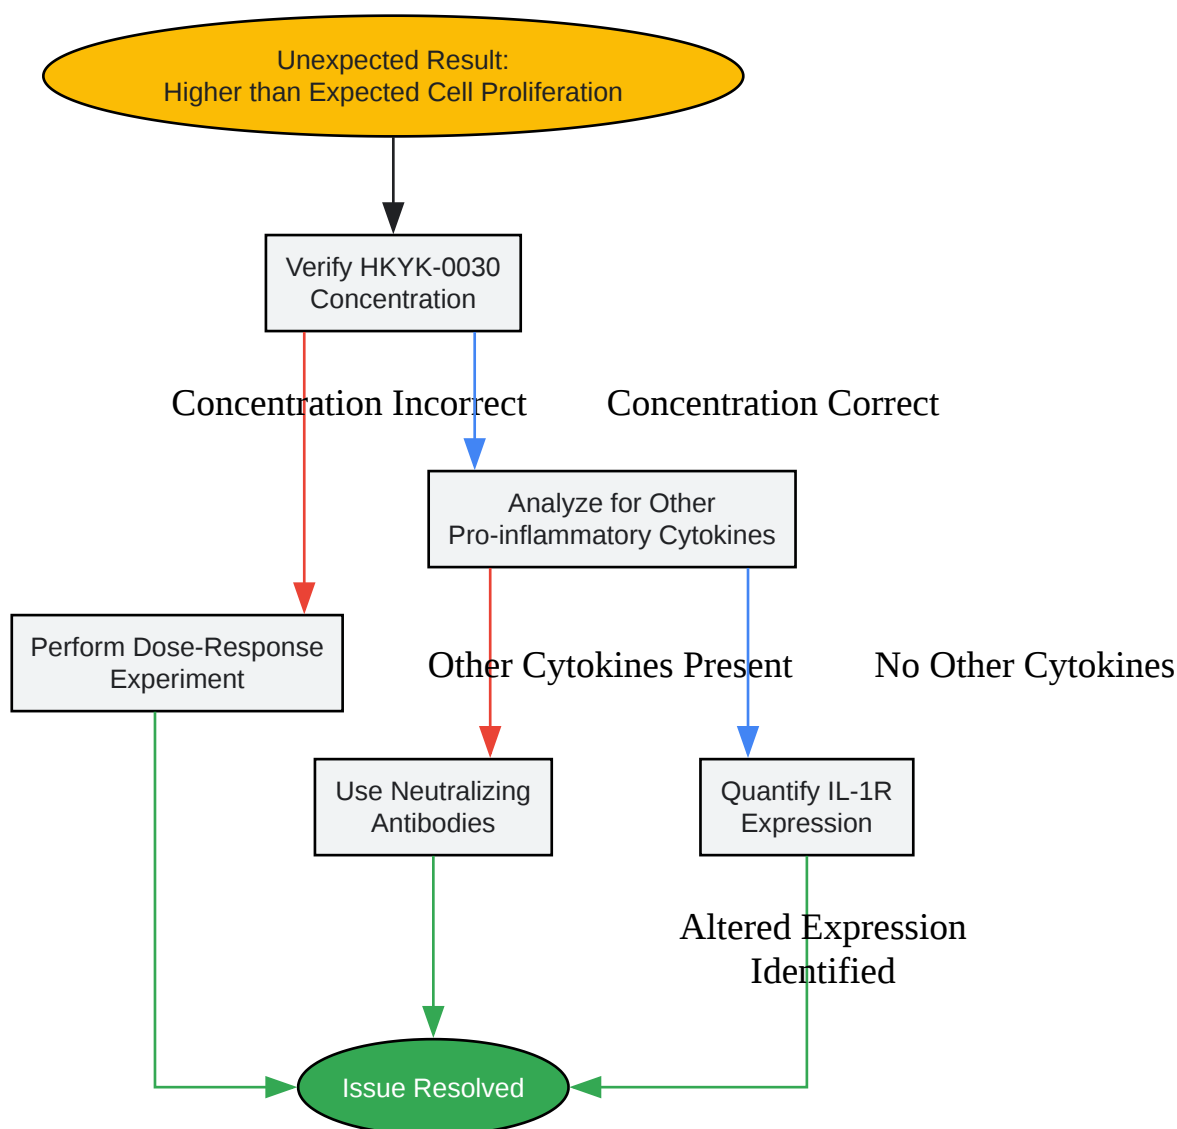 Unexpected Result:
Higher than Expected Cell Proliferation
Verify HKYK-0030
Concentration
Concentration Incorrect
Concentration Correct
Analyze for Other
Pro-inflammatory Cytokines
Perform Dose-Response
Experiment
Other Cytokines Present
No Other Cytokines
Use Neutralizing
Antibodies
Quantify IL-1R
Expression
Altered Expression
Identified
Issue Resolved